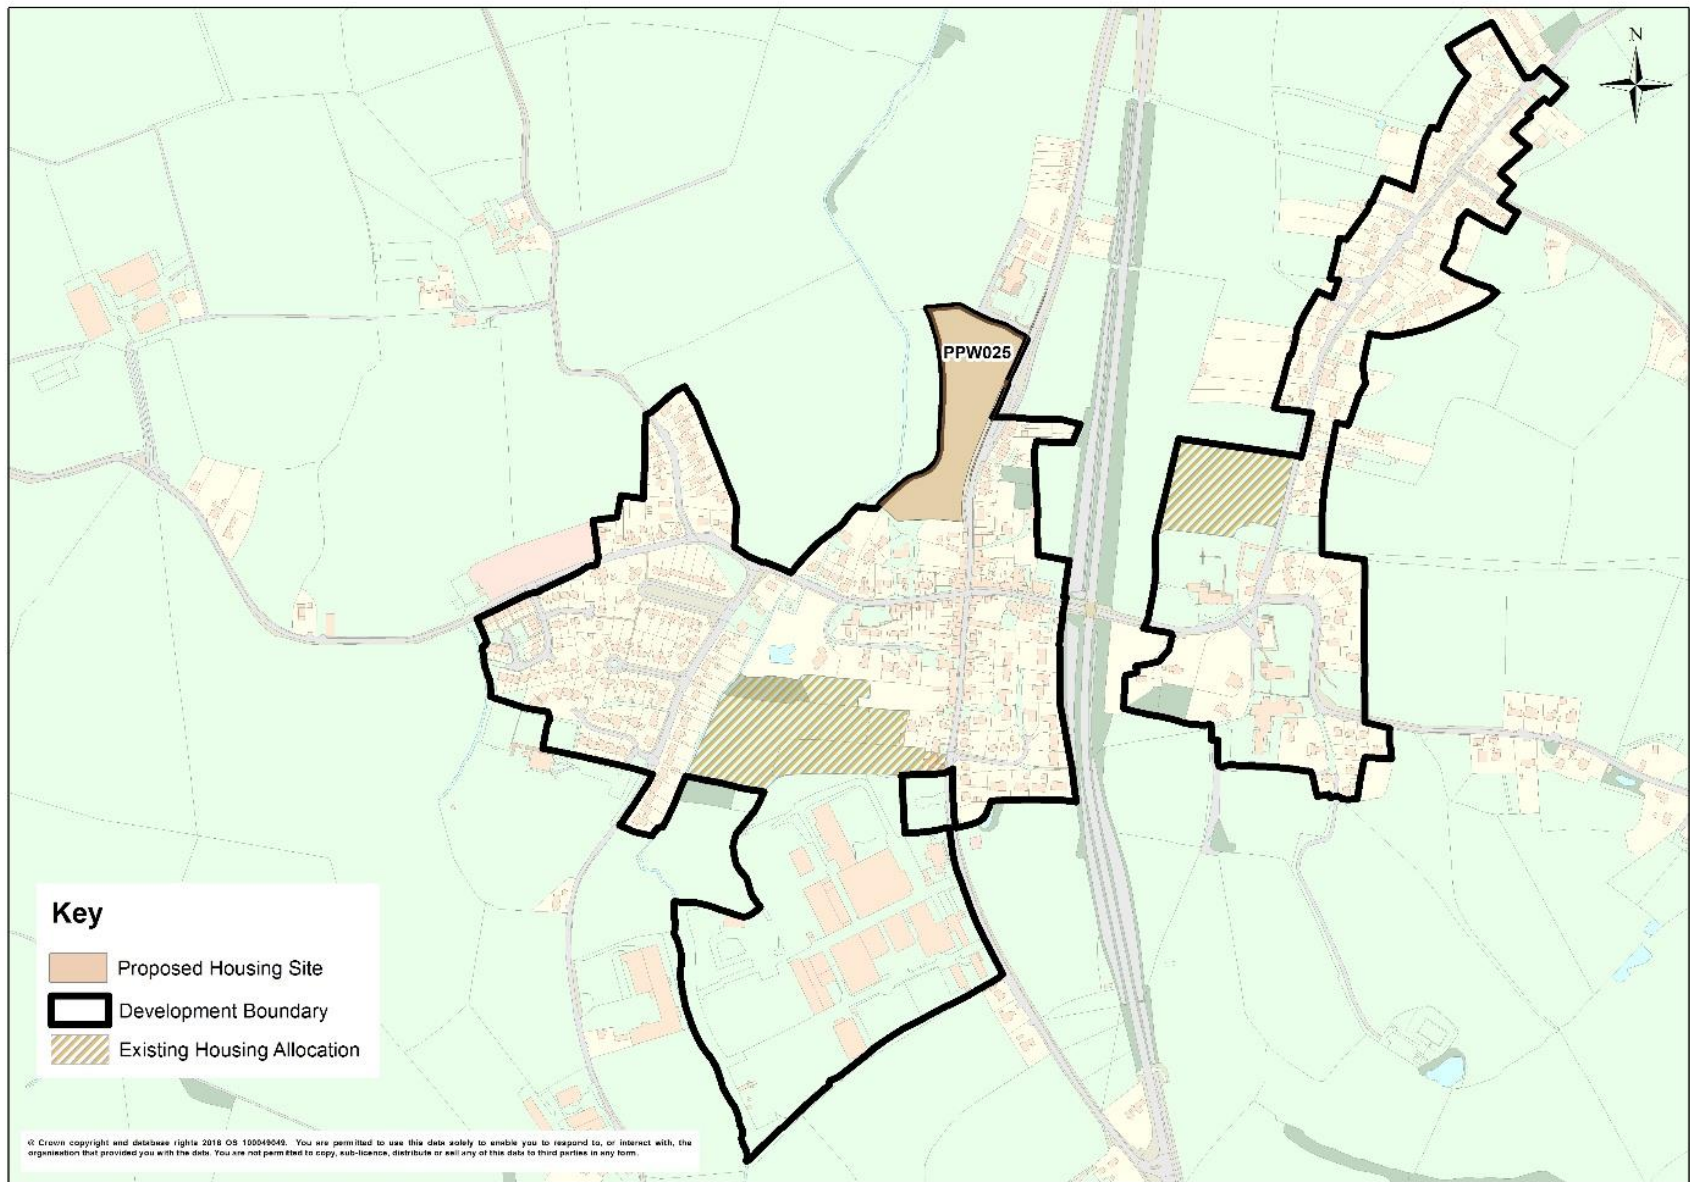 N
PPW025
Key
Proposed Housing Site
Development Boundary
Existing Housing Allocation
© Crown copyright and database rights 2018 OS 100049049. You are permitted to use this data solely to enable you to respond to, or interact with, the
organisation that provided you with the data. You are not permitted to copy, sub-licence, distribute or sell any of this data to third parties in any form.